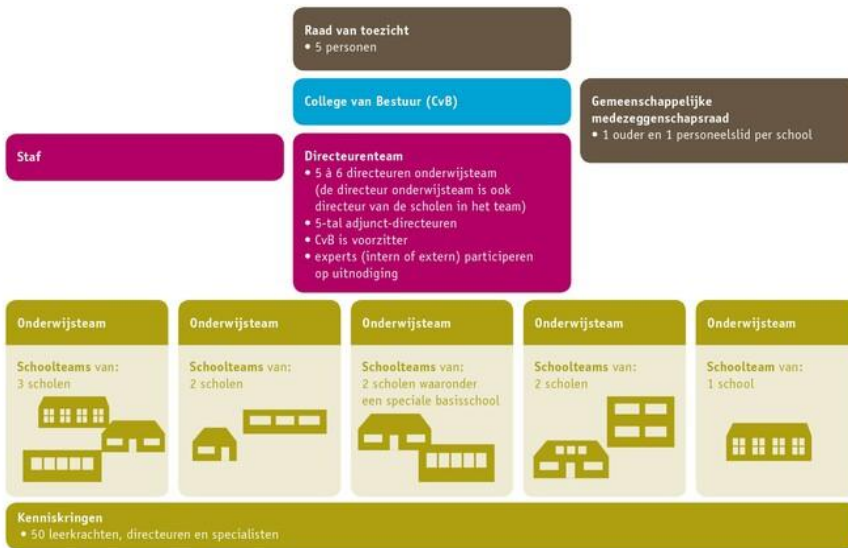 Raad van toezicht
• 5 personen
College van Bestuur (CvB)
Gemeenschappelijke
medezeggenschapsraad
• 1 ouder en 1 personeelslid per school
Staf
Directeurenteam
• 5 à 6 directeuren onderwijsteam
(de directeur onderwijsteam is ook
directeur van de scholen in het team)
• 5-tal adjunct-directeuren
• CvB is voorzitter
• experts (intern of extern) participeren
op uitnodiging
Onderwijsteam
Schoolteams van:
3 scholen
Onderwijsteam
Schoolteams van:
2 scholen
Onderwijsteam
Schoolteams van:
2 scholen waaronder
een speciale basisschool
Onderwijsteam
Schoolteams van:
2 scholen
Onderwijsteam
Schoolteam van:
1 school
Kenniskringen
• 50 leerkrachten, directeuren en specialisten